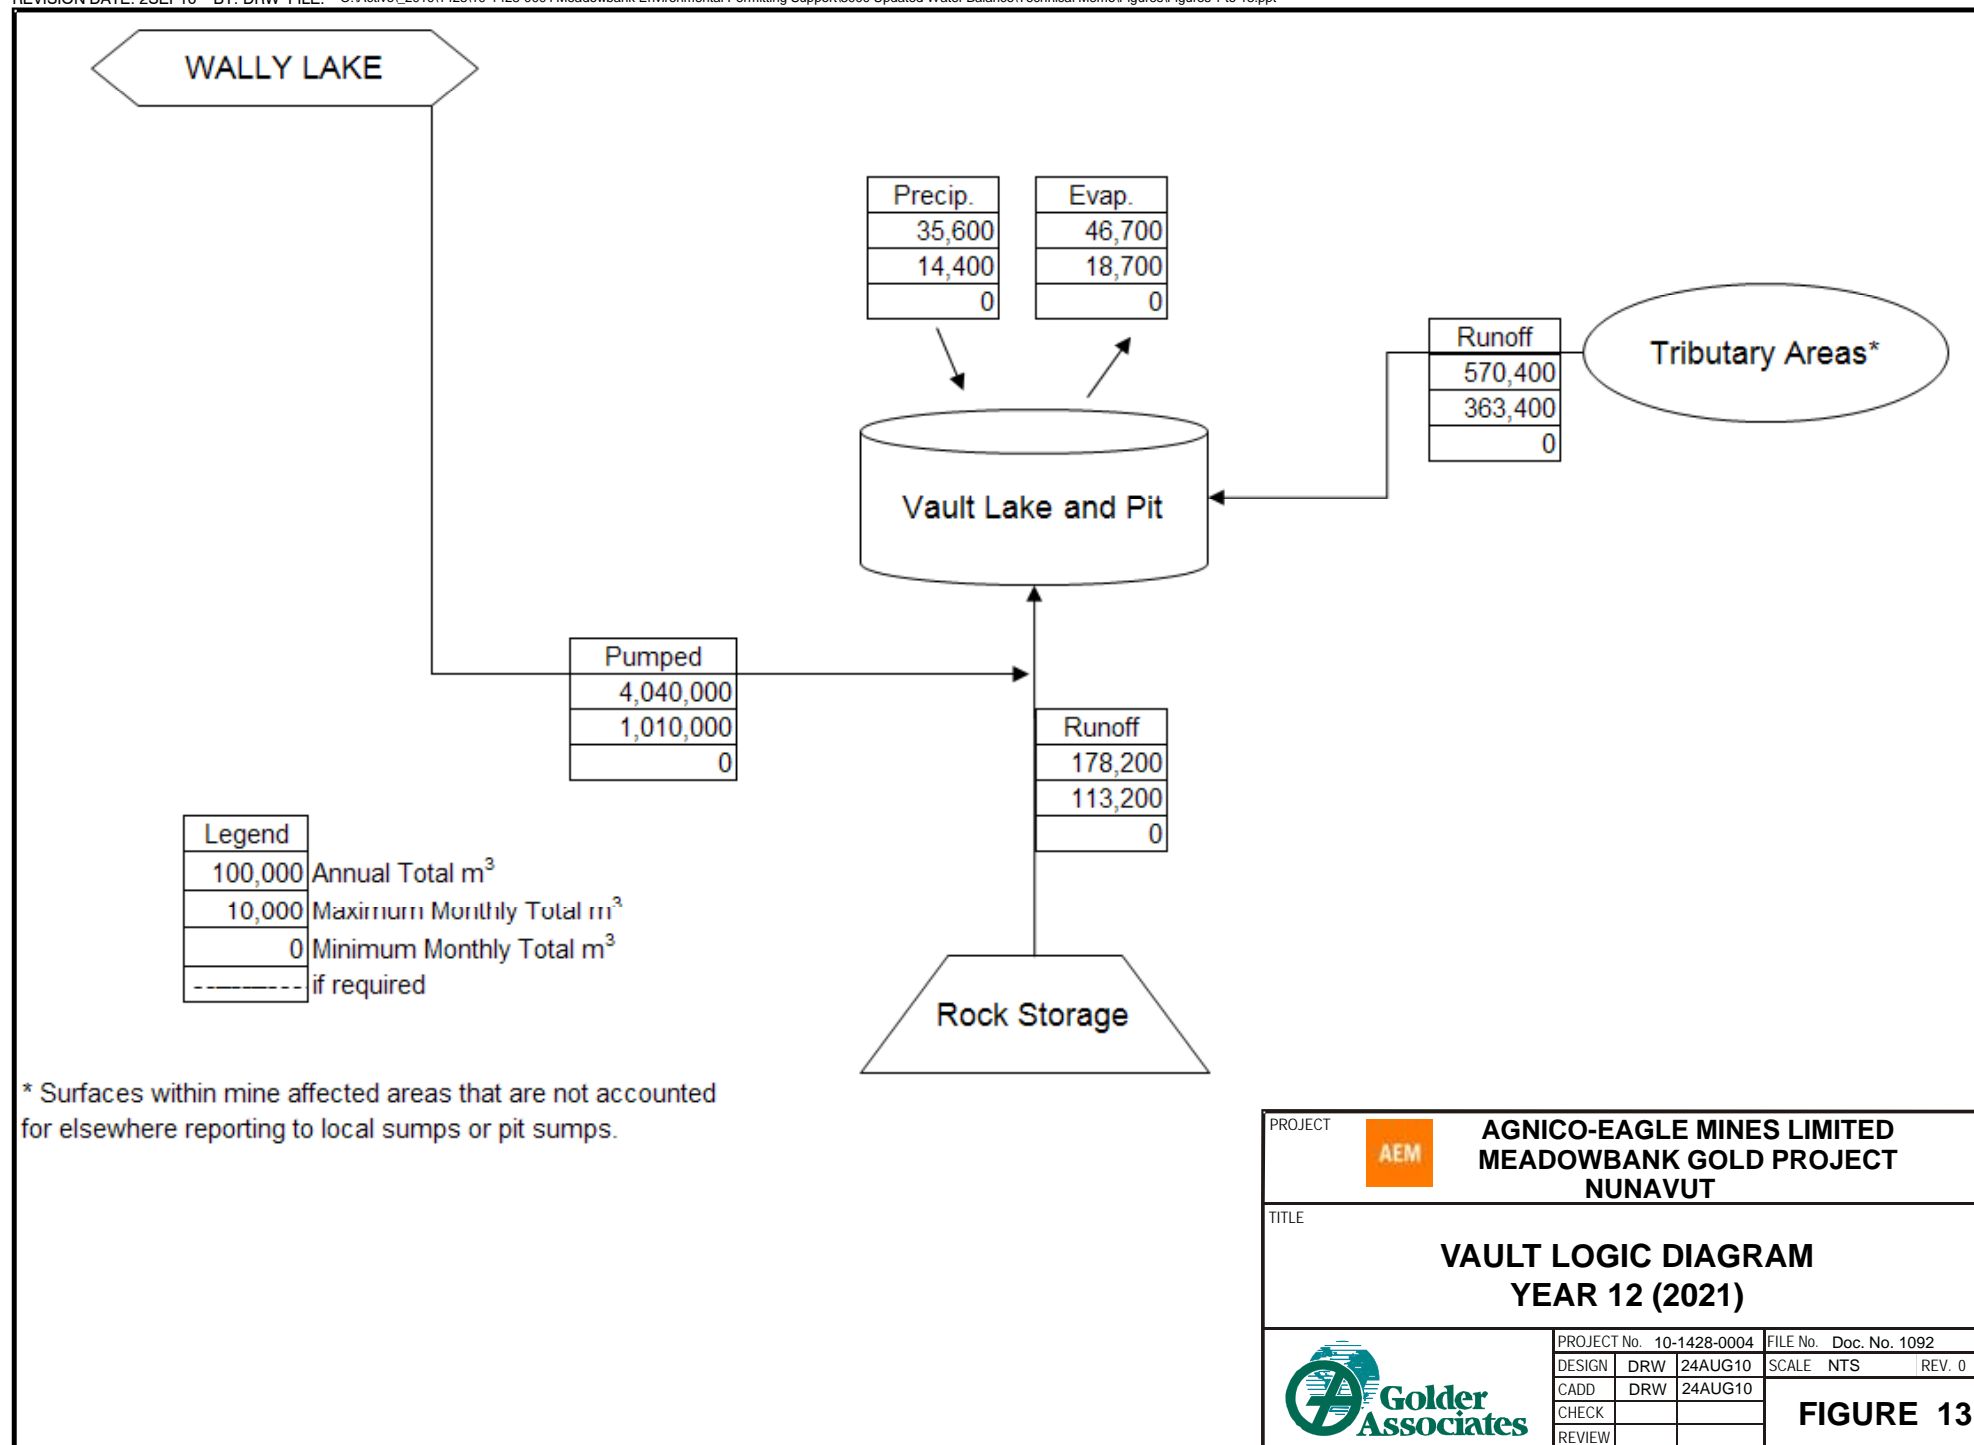 WALLY LAKE
Precip.
35,600
14,400
0
Evap.
46,700
18,700
0
Runoff
570,400
363,400
0
Tributary Areas*
Vault Lake and Pit
Pumped
4,040,000
1,010,000
0
Runoff
178,200
113,200
0
Legend
100,000 Annual Total m³
10,000 Maximum Monthly Total m³
0 Minimum Monthly Total m³
if required
Rock Storage
* Surfaces within mine affected areas that are not accounted
for elsewhere reporting to local sumps or pit sumps.
PROJECT
AEM
AGNICO-EAGLE MINES LIMITED
MEADOWBANK GOLD PROJECT
NUNAVUT
TITLE
VAULT LOGIC DIAGRAM
YEAR 12 (2021)
Golder
Associates
PROJECT No. 10-1428-0004 FILE No. Doc. No. 1092
DESIGN DRW 24AUG10 SCALE NTS REV. 0
CADD DRW 24AUG10
CHECK
REVIEW
FIGURE 13